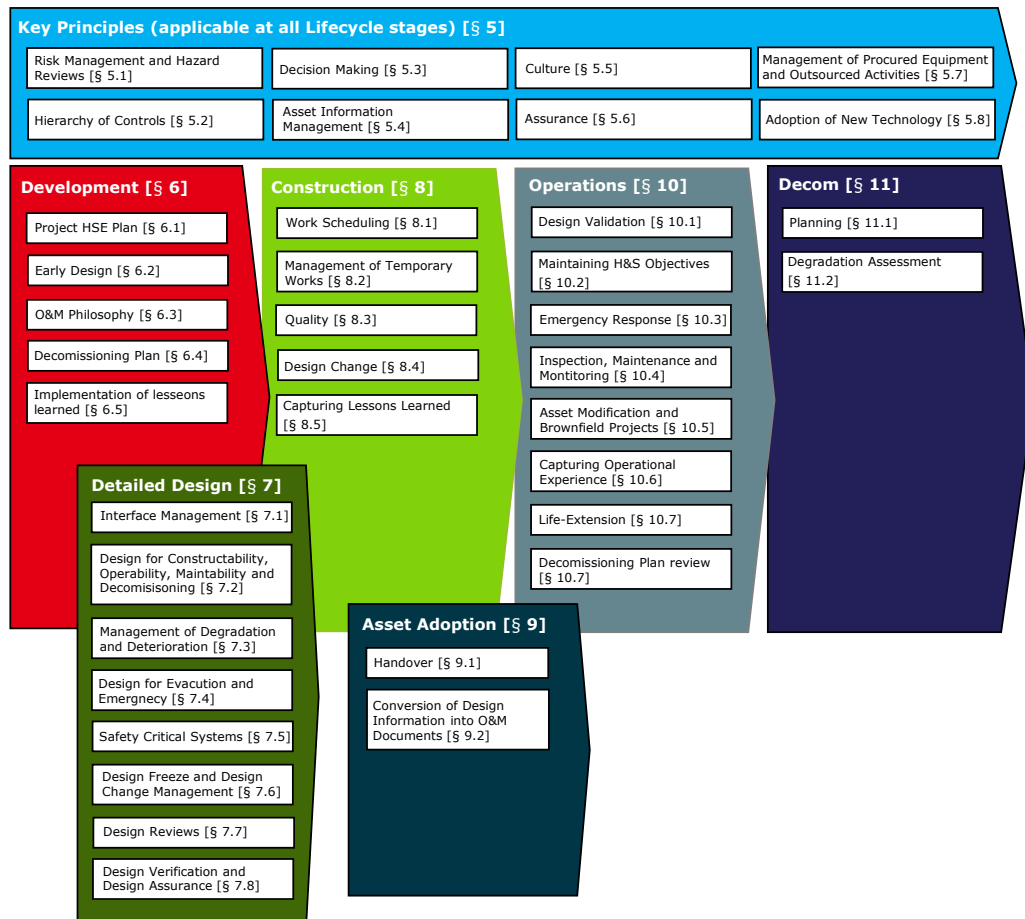 Key Principles (applicable at all Lifecycle stages) [§ 5]
Risk Management and Hazard
Reviews [§ 5.1]
Decision Making [§ 5.3]
Culture [§ 5.5]
Management of Procured Equipment
and Outsourced Activities [§ 5.7]
Hierarchy of Controls [§ 5.2]
Asset Information
Management [§ 5.4]
Assurance [§ 5.6]
Adoption of New Technology [§ 5.8]
Development [§ 6]
Project HSE Plan [§ 6.1]
Early Design [§ 6.2]
O&M Philosophy [§ 6.3]
Decomissioning Plan [§ 6.4]
Implementation of lesseons
learned [§ 6.5]
Detailed Design [§ 7]
Interface Management [§ 7.1]
Design for Constructability,
Operability, Maintability and
Decomisisoning [§ 7.2]
Management of Degradation
and Deterioration [§ 7.3]
Design for Evacution and
Emergnecy [§ 7.4]
Safety Critical Systems [§ 7.5]
Design Freeze and Design
Change Management [§ 7.6]
Design Reviews [§ 7.7]
Design Verification and
Design Assurance [§ 7.8]
Construction [§ 8]
Work Scheduling [§ 8.1]
Management of Temporary
Works [§ 8.2]
Quality [§ 8.3]
Design Change [§ 8.4]
Capturing Lessons Learned
[§ 8.5]
Asset Adoption [§ 9]
Handover [§ 9.1]
Conversion of Design
Information into O&M
Documents [§ 9.2]
Operations [§ 10]
Design Validation [§ 10.1]
Maintaining H&S Objectives
[§ 10.2]
Emergency Response [§ 10.3]
Inspection, Maintenance and
Montitoring [§ 10.4]
Asset Modification and
Brownfield Projects [§ 10.5]
Capturing Operational
Experience [§ 10.6]
Life-Extension [§ 10.7]
Decomissioning Plan review
[§ 10.7]
Decom [§ 11]
Planning [§ 11.1]
Degradation Assessment
[§ 11.2]